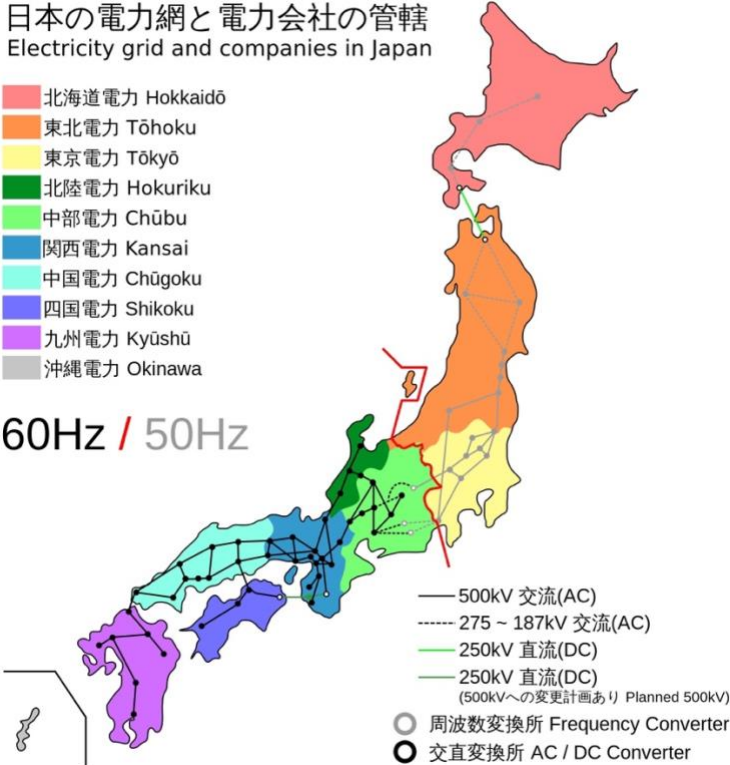 日本の電力網と電力会社の管轄
Electricity grid and companies in Japan
北海道電力 Hokkaidō
東北電力 Tōhoku
東京電力 Tōkyō
北陸電力 Hokuriku
中部電力 Chūbu
関西電力 Kansai
中国電力 Chūgoku
四国電力 Shikoku
九州電力 Kyūshū
沖縄電力 Okinawa
60Hz / 50Hz
500kV 交流(AC)
275 ~ 187kV 交流(AC)
250kV 直流(DC)
250kV 直流(DC)
(500kVへの変更計画あり Planned 500kV)
周波数変換所 Frequency Converter
交直変換所 AC / DC Converter